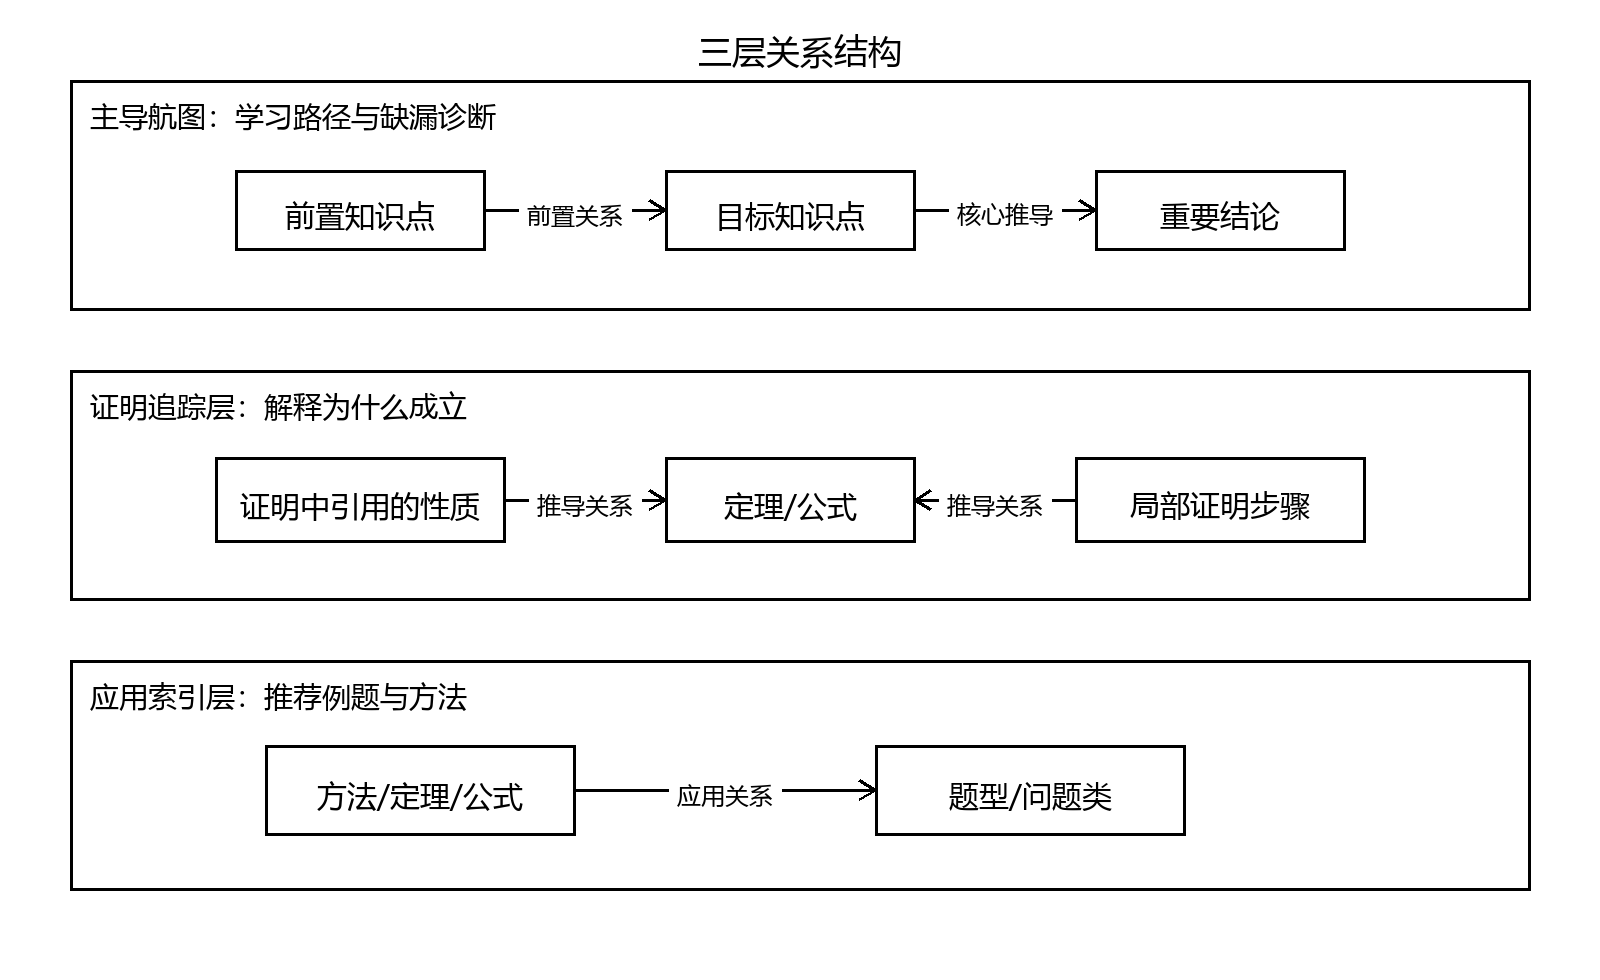 三层关系结构
主导航图：学习路径与缺漏诊断
前置知识点 前置关系 目标知识点 核心推导 重要结论
证明追踪层：解释为什么成立
证明中引用的性质 推导关系 定理/公式 推导关系 局部证明步骤
应用索引层：推荐例题与方法
方法/定理/公式 应用关系 题型/问题类